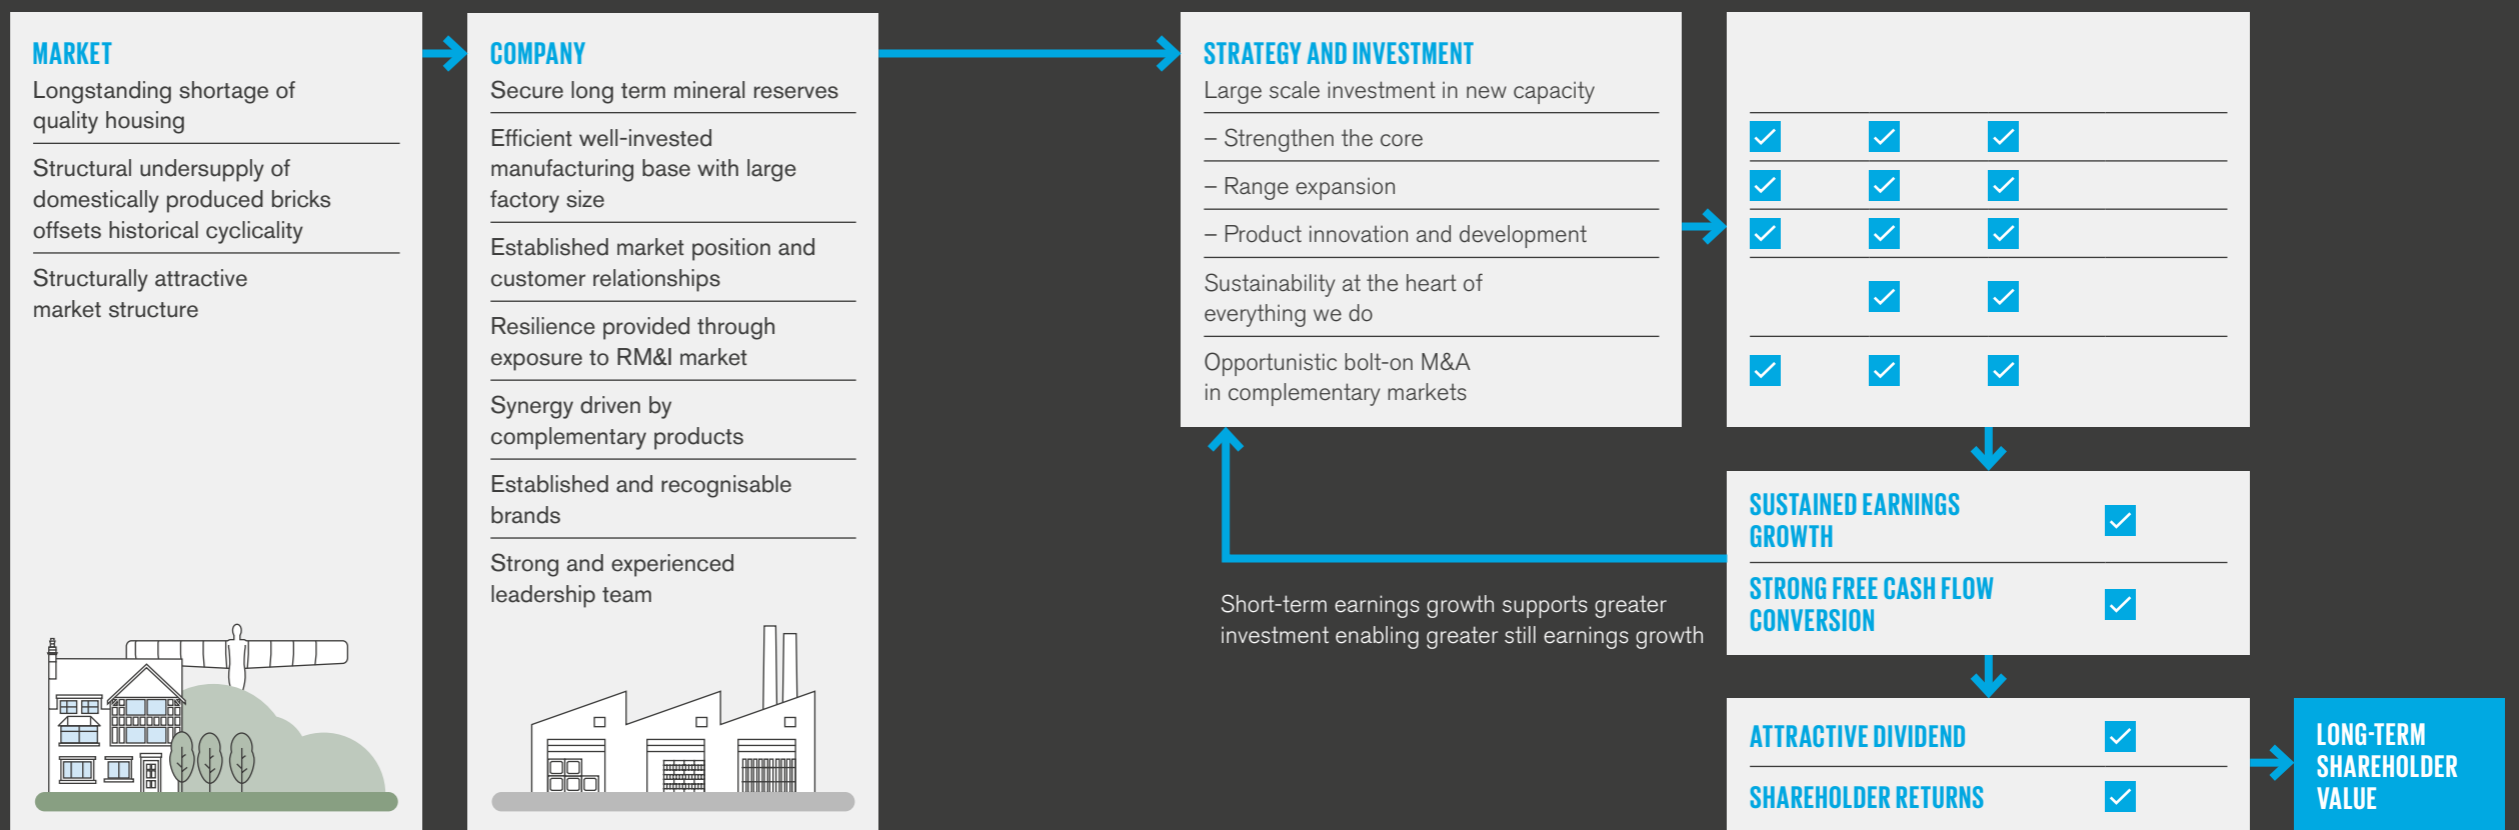 MARKET
Longstanding shortage of
quality housing
Structural undersupply of
domestically produced bricks
offsets historical cyclicality
Structurally attractive
market structure
COMPANY
Secure long term mineral reserves
Efficient well-invested
manufacturing base with large
factory size
Established market position and
customer relationships
Resilience provided through
exposure to RM&I market
Synergy driven by
complementary products
Established and recognisable
brands
Strong and experienced
leadership team
STRATEGY AND INVESTMENT
Large scale investment in new capacity
– Strengthen the core
– Range expansion
– Product innovation and development
Sustainability at the heart of
everything we do
Opportunistic bolt-on M&A
in complementary markets
Short-term earnings growth supports greater
investment enabling greater still earnings growth
SUSTAINED EARNINGS
GROWTH
STRONG FREE CASH FLOW
CONVERSION
ATTRACTIVE DIVIDEND
SHAREHOLDER RETURNS
LONG-TERM
SHAREHOLDER
VALUE